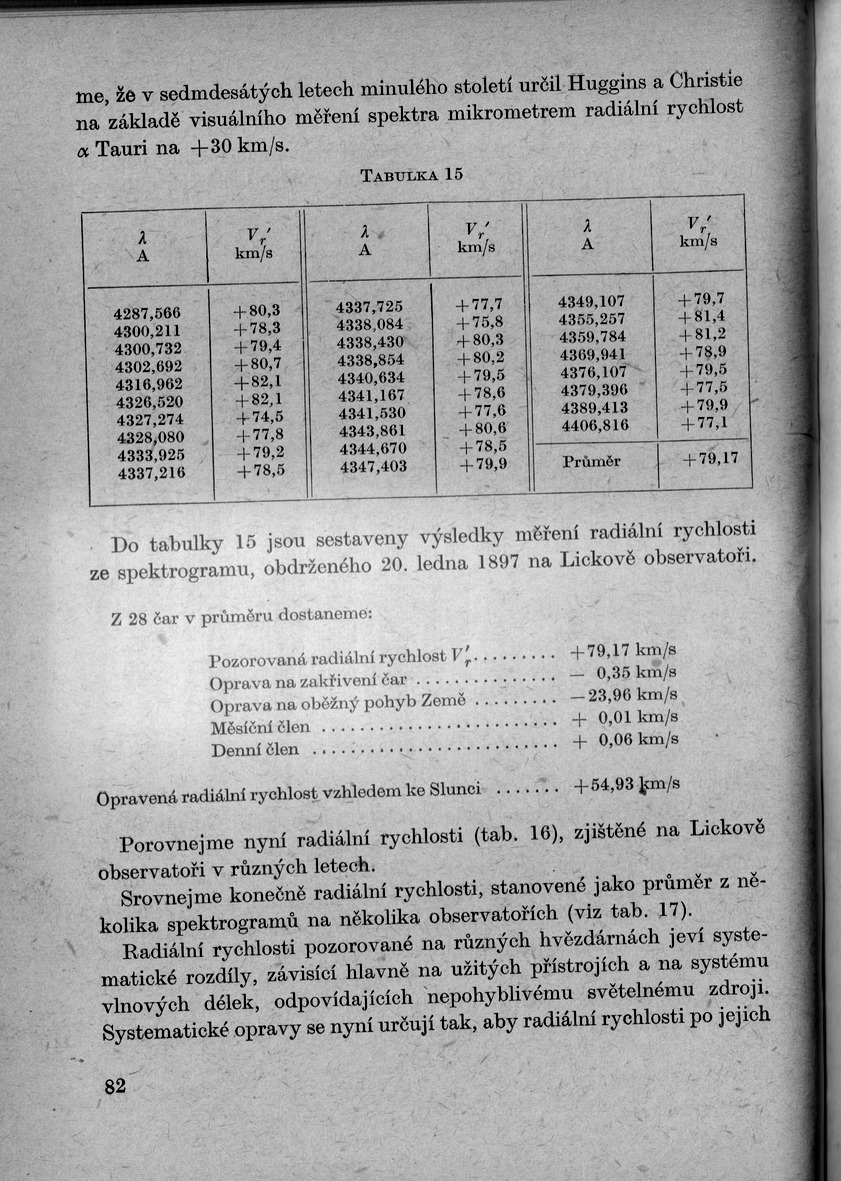 me, že v sedmdesátých letech minulého století určil Huggins a Christie
na základě visuálního měření spektra mikrometrem radiální rychlost
α Tauri na +30 km/s.
TABULKA 15
λ A | V′r km/s | λ A | V′r km/s | λ A | V′r km/s
4287,566 | +80,3 | 4337,725 | +77,7 | 4349,107 | +79,7
4300,211 | +78,3 | 4338,084 | +75,8 | 4355,257 | +81,4
4300,732 | +79,4 | 4338,430 | +80,3 | 4359,784 | +81,2
4302,692 | +80,7 | 4338,854 | +80,2 | 4369,941 | +78,9
4316,962 | +82,1 | 4340,634 | +79,5 | 4376,107 | +79,5
4326,520 | +82,1 | 4341,167 | +78,6 | 4379,396 | +77,5
4327,274 | +74,5 | 4341,530 | +77,6 | 4389,413 | +79,9
4328,080 | +77,8 | 4343,861 | +80,6 | 4406,816 | +77,1
4333,925 | +79,2 | 4344,670 | +78,5 | Průměr | +79,17
4337,216 | +78,5 | 4347,403 | +79,9
Do tabulky 15 jsou sestaveny výsledky měření radiální rychlosti
ze spektrogramu, obdrženého 20. ledna 1897 na Lickově observatoři.
Z 28 čar v průměru dostaneme:
Pozorovaná radiální rychlost V′r......... +79,17 km/s
Oprava na zakřivení čar ............... − 0,35 km/s
Oprava na oběžný pohyb Země ......... −23,96 km/s
Měsíční člen ......................... + 0,01 km/s
Denní člen .......................... + 0,06 km/s
Opravená radiální rychlost vzhledem ke Slunci ....... +54,93 km/s
Porovnejme nyní radiální rychlosti (tab. 16), zjištěné na Lickově
observatoři v různých letech.
Srovnejme konečně radiální rychlosti, stanovené jako průměr z ně-
kolika spektrogramů na několika observatořích (viz tab. 17).
Radiální rychlosti pozorované na různých hvězdárnách jeví syste-
matické rozdíly, závisící hlavně na užitých přístrojích a na systému
vlnových délek, odpovídajících nepohyblivému světelnému zdroji.
Systematické opravy se nyní určují tak, aby radiální rychlosti po jejich
82